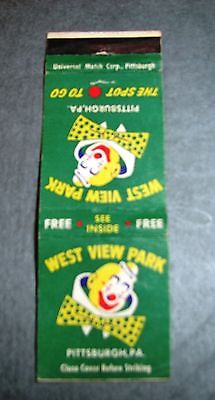 Universal Match Corp., Pittsburgh
THE SPOT TO GO
PITTSBURGH, PA.
WEST VIEW PARK
FREE • SEE INSIDE • FREE
WEST VIEW PARK
PITTSBURGH, PA.
Close Cover Before Striking